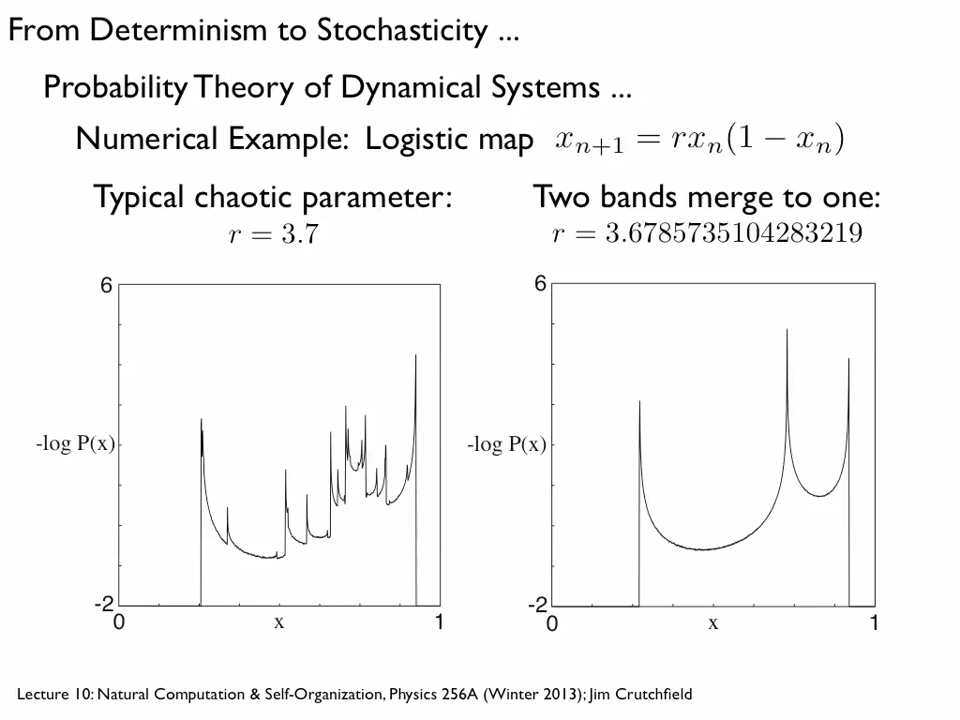 From Determinism to Stochasticity ...
Probability Theory of Dynamical Systems ...
Numerical Example: Logistic map x_{n+1} = rx_n(1 − x_n)
Typical chaotic parameter:
r = 3.7
6
-log P(x)
-2
0
x
1
Two bands merge to one:
r = 3.6785735104283219
6
-log P(x)
-2
0
x
1
Lecture 10: Natural Computation & Self-Organization, Physics 256A (Winter 2013); Jim Crutchfield